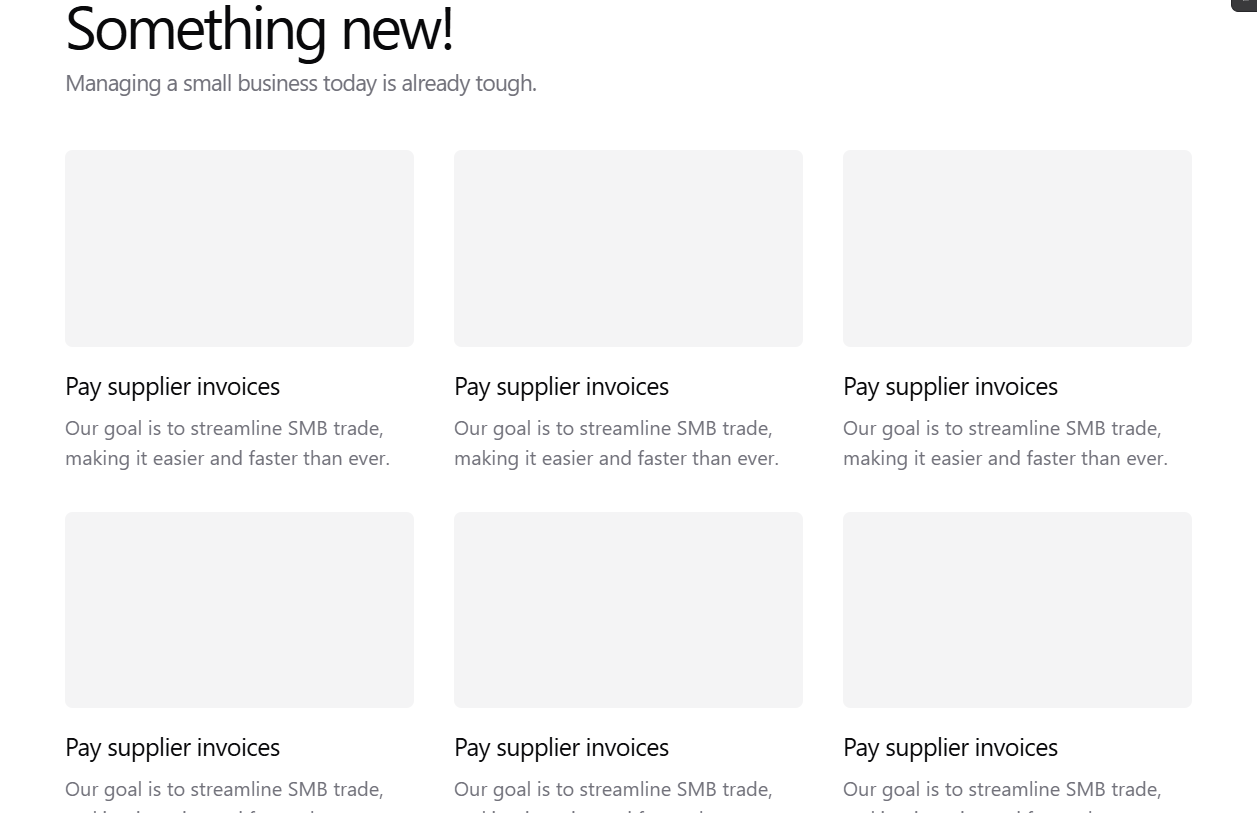 Something new!
Managing a small business today is already tough.
Pay supplier invoices
Our goal is to streamline SMB trade,
making it easier and faster than ever.
Pay supplier invoices
Our goal is to streamline SMB trade,
making it easier and faster than ever.
Pay supplier invoices
Our goal is to streamline SMB trade,
making it easier and faster than ever.
Pay supplier invoices
Our goal is to streamline SMB trade,
Pay supplier invoices
Our goal is to streamline SMB trade,
Pay supplier invoices
Our goal is to streamline SMB trade,